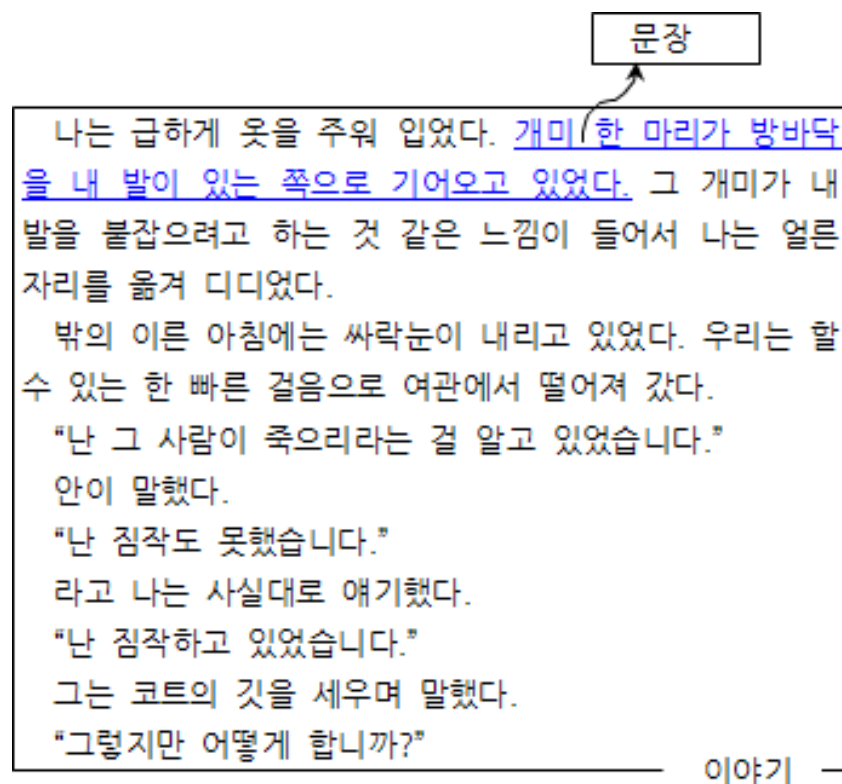 문장
나는 급하게 옷을 주워 입었다. 개미 한 마리가 방바닥
을 내 발이 있는 쪽으로 기어오고 있었다. 그 개미가 내
발을 붙잡으려고 하는 것 같은 느낌이 들어서 나는 얼른
자리를 옮겨 디디었다.
밖의 이른 아침에는 싸락눈이 내리고 있었다. 우리는 할
수 있는 한 빠른 걸음으로 여관에서 떨어져 갔다.
“난 그 사람이 죽으리라는 걸 알고 있었습니다.”
안이 말했다.
“난 짐작도 못했습니다.”
라고 나는 사실대로 얘기했다.
“난 짐작하고 있었습니다.”
그는 코트의 깃을 세우며 말했다.
“그렇지만 어떻게 합니까?”
이야기